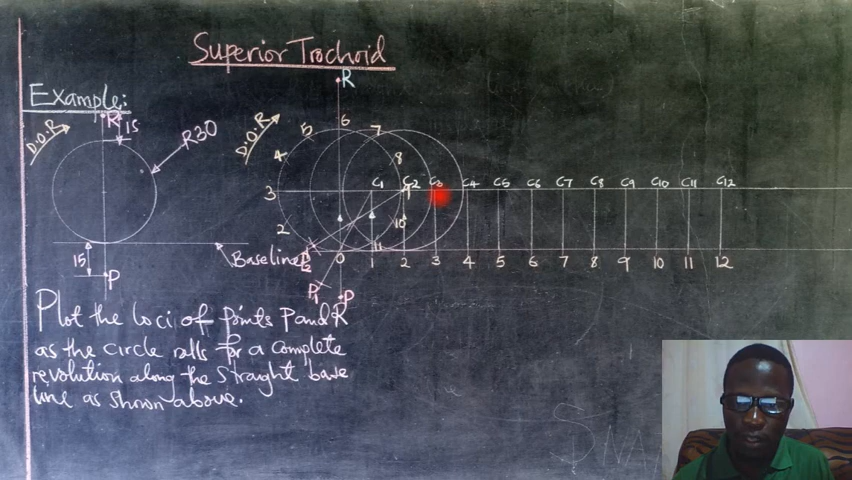 Superior Trochoid
Example:
R
15
R30
D.O.R
15
P
Baseline
Plot the loci of points P and R
as the circle rolls for a complete
revolution along the straight base
line as shown above.
D.O.R
R
5 6 7
4 8
3 9
2 10
11
C1 C2 C3 C4 C5 C6 C7 C8 C9 C10 C11 C12
0 1 2 3 4 5 6 7 8 9 10 11 12
P2
P1
P